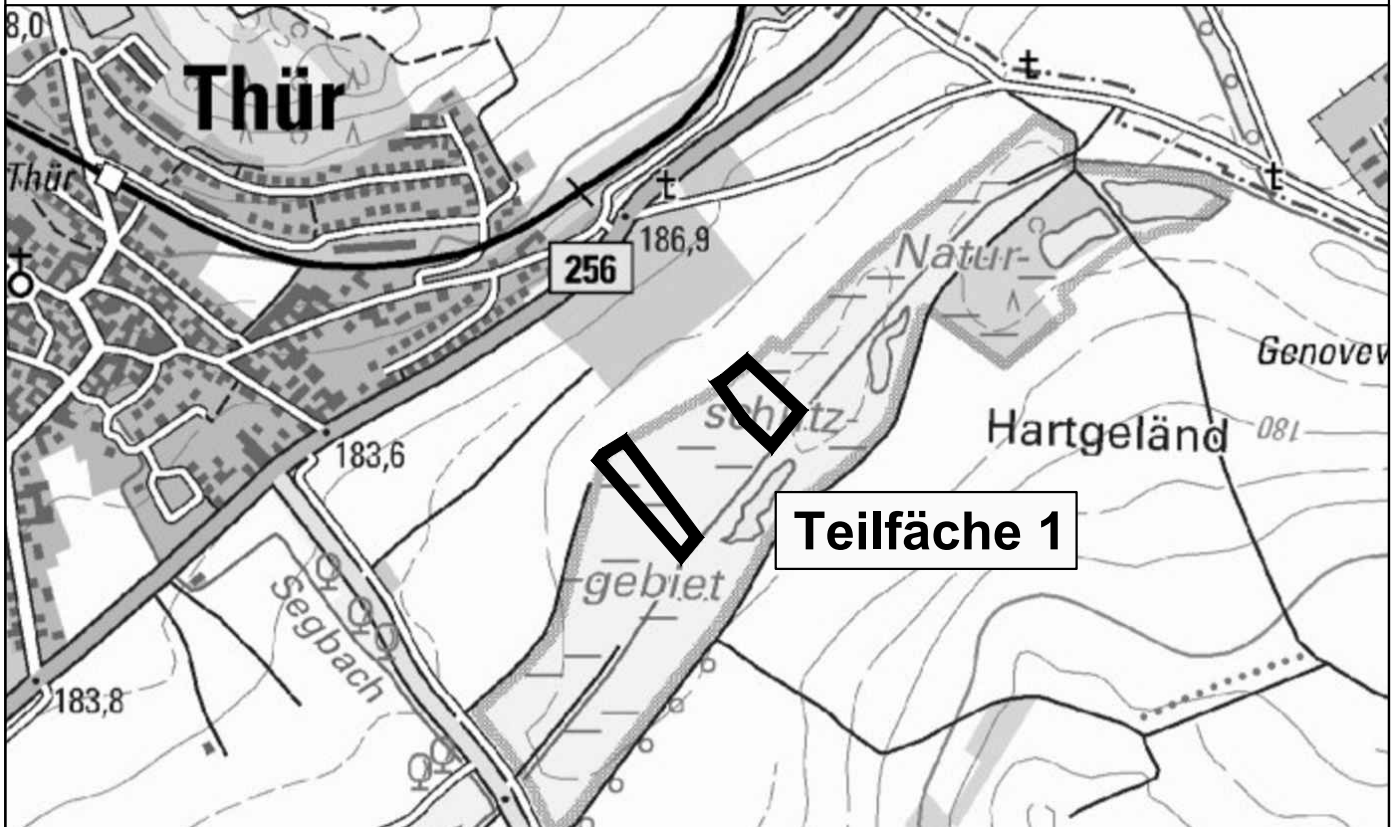 8,0
Thür
Thür
186,9
256
Natur-
Genovev
schutz-
Hartgeländ
180
183,6
Teilfäche 1
gebiet
Segbach
183,8